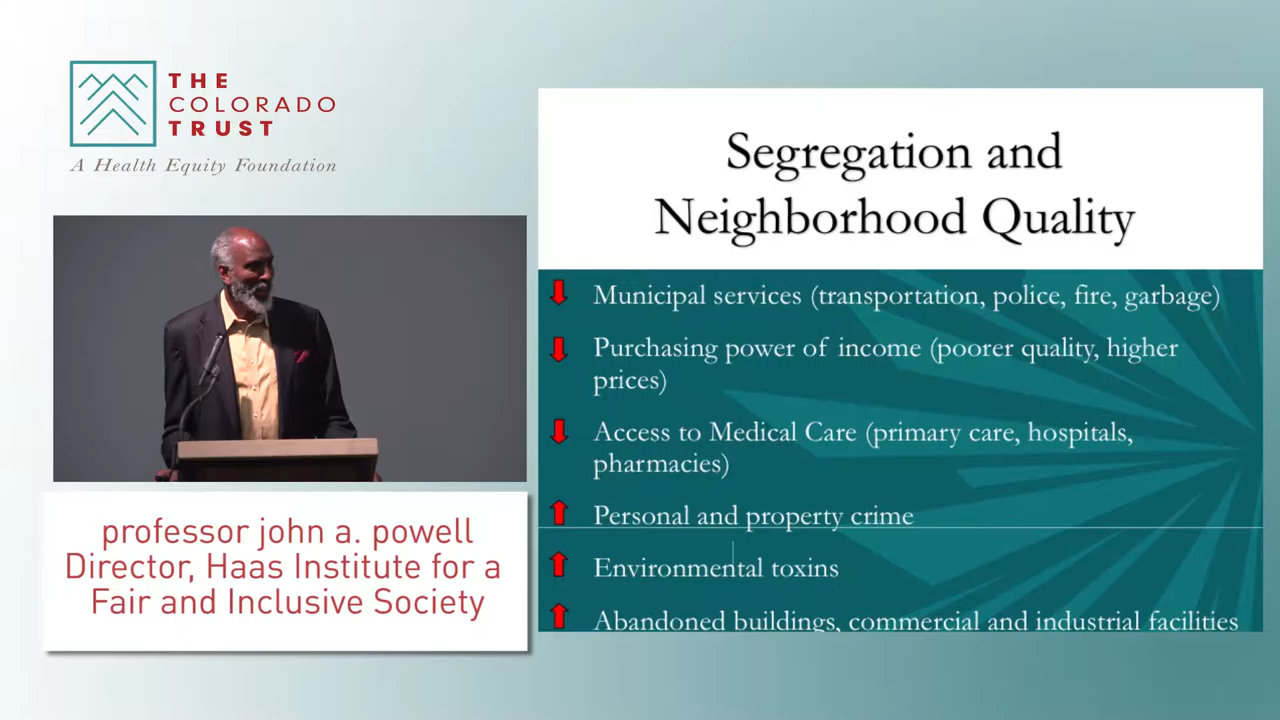 THE
COLORADO
TRUST
A Health Equity Foundation
professor john a. powell
Director, Haas Institute for a
Fair and Inclusive Society
Segregation and
Neighborhood Quality
Municipal services (transportation, police, fire, garbage)
Purchasing power of income (poorer quality, higher
prices)
Access to Medical Care (primary care, hospitals,
pharmacies)
Personal and property crime
Environmental toxins
Abandoned buildings, commercial and industrial facilities